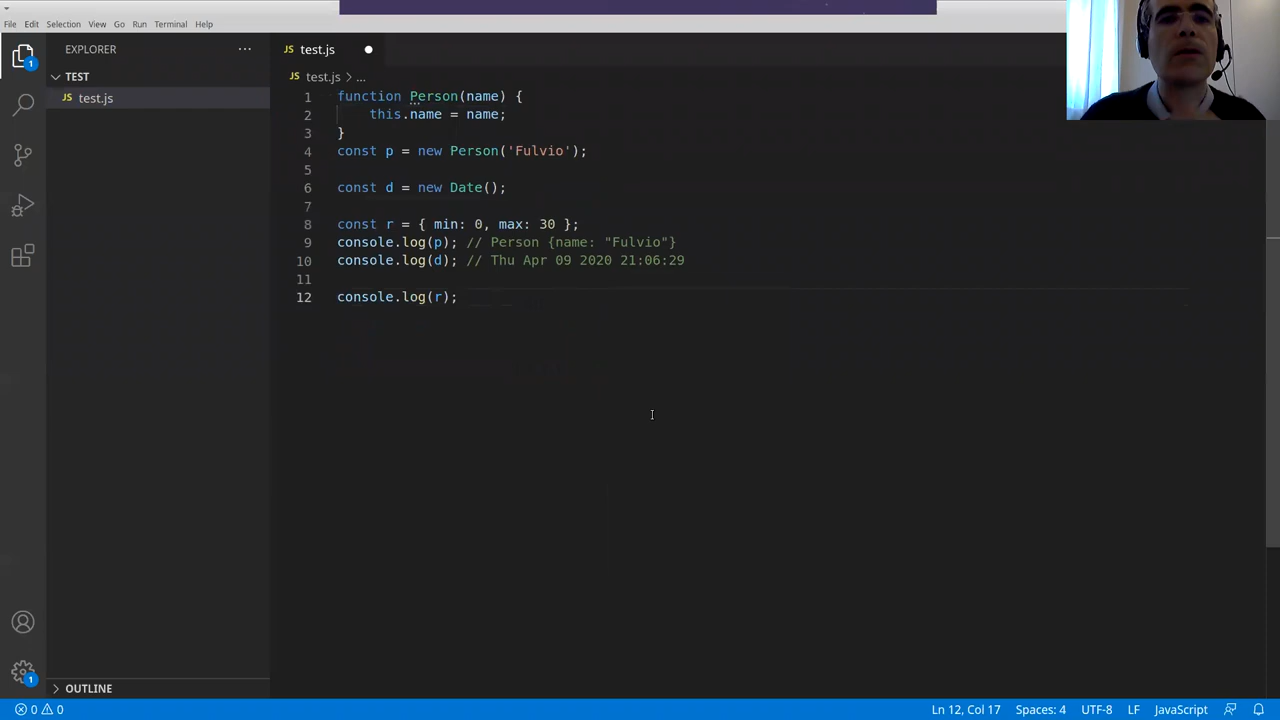 File Edit Selection View Go Run Terminal Help
EXPLORER ···
TEST
JS test.js
1
1
OUTLINE
JS test.js
JS test.js > ...
1 function Person(name) {
2 this.name = name;
3 }
4 const p = new Person('Fulvio');
5
6 const d = new Date();
7
8 const r = { min: 0, max: 30 };
9 console.log(p); // Person {name: "Fulvio"}
10 console.log(d); // Thu Apr 09 2020 21:06:29
11
12 console.log(r);
0 0 Ln 12, Col 17 Spaces: 4 UTF-8 LF JavaScript